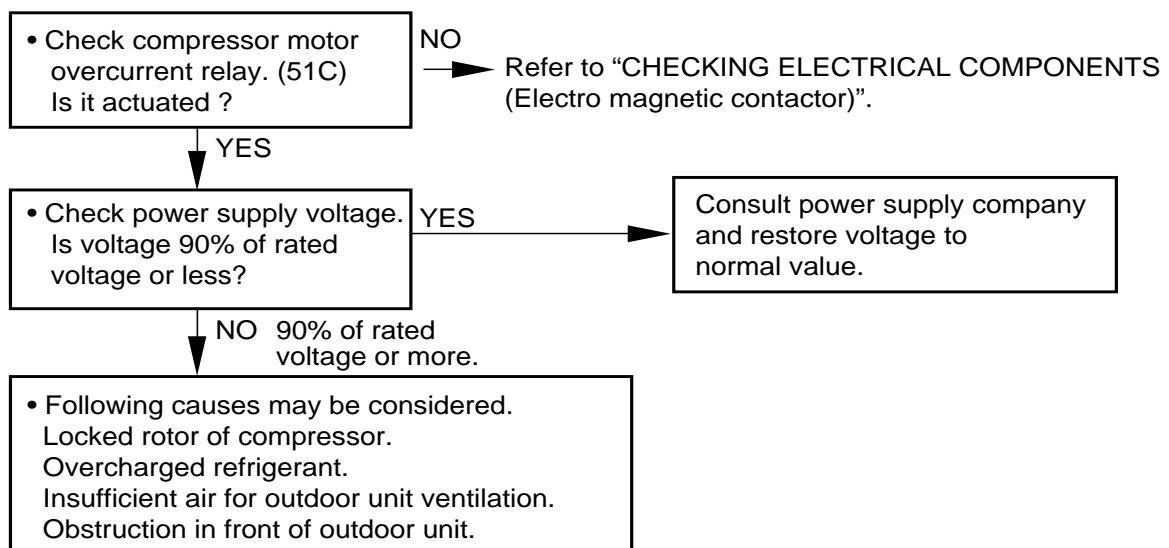 • Check compressor motor
overcurrent relay. (51C)
Is it actuated ?
NO
Refer to “CHECKING ELECTRICAL COMPONENTS
(Electro magnetic contactor)”.
YES
• Check power supply voltage.
Is voltage 90% of rated
voltage or less?
YES
Consult power supply company
and restore voltage to
normal value.
NO 90% of rated
voltage or more.
• Following causes may be considered.
Locked rotor of compressor.
Overcharged refrigerant.
Insufficient air for outdoor unit ventilation.
Obstruction in front of outdoor unit.